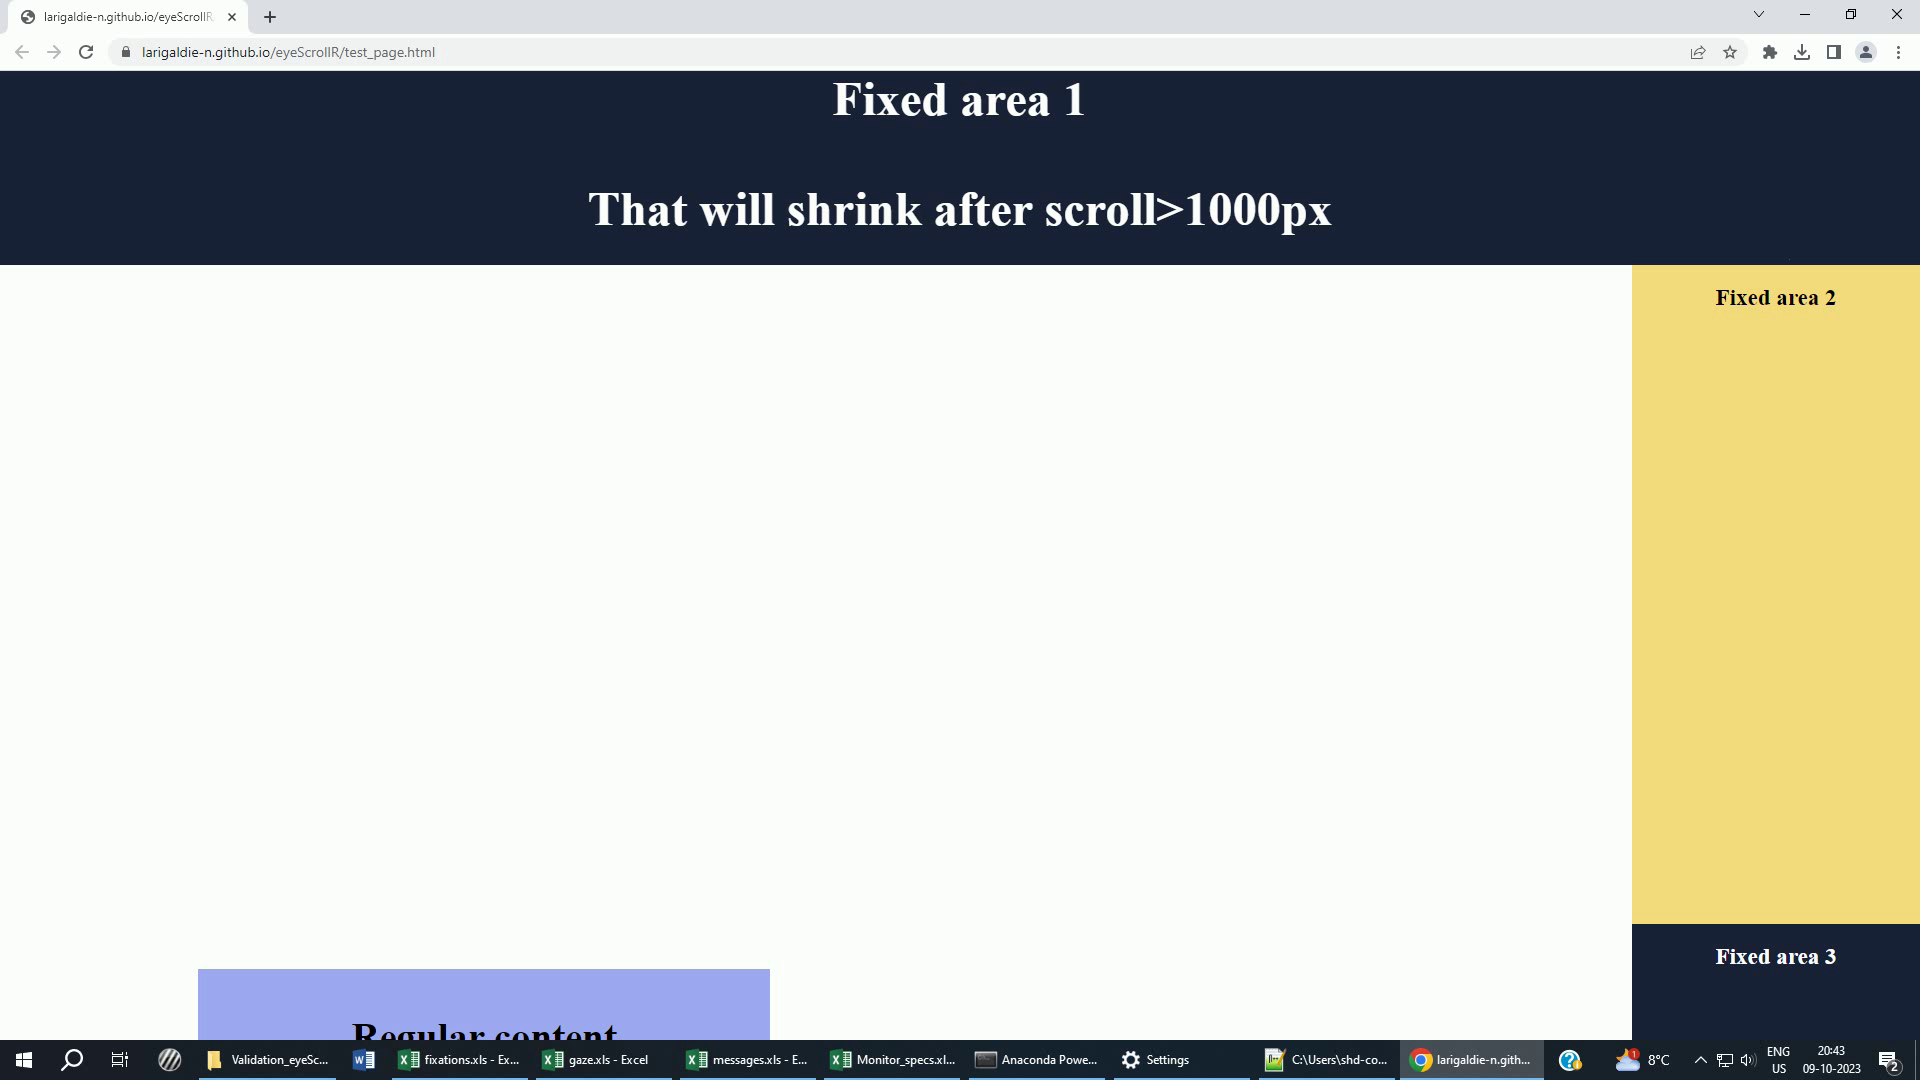 larigaldie-n.github.io/eyeScrollR
larigaldie-n.github.io/eyeScrollR/test_page.html
Fixed area 1
That will shrink after scroll>1000px
Fixed area 2
Fixed area 3
Regular content
Validation_eyeSc...
fixations.xls - Ex...
gaze.xls - Excel
messages.xls - E...
Monitor_specs.xl...
Anaconda Powe...
Settings
C:\Users\shd-co...
larigaldie-n.gith...
1
8°C
ENG
US
20:43
09-10-2023
2